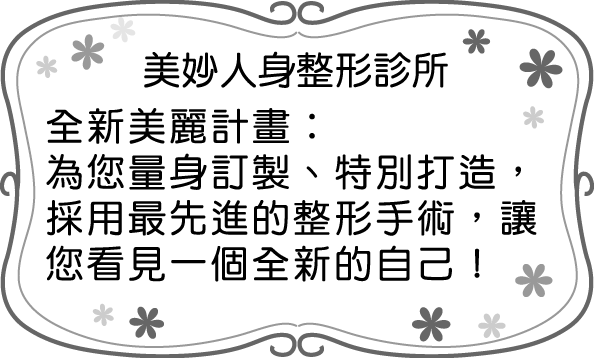 美妙人身整形診所
全新美麗計畫：
為您量身訂製、特別打造，
採用最先進的整形手術，讓
您看見一個全新的自己！